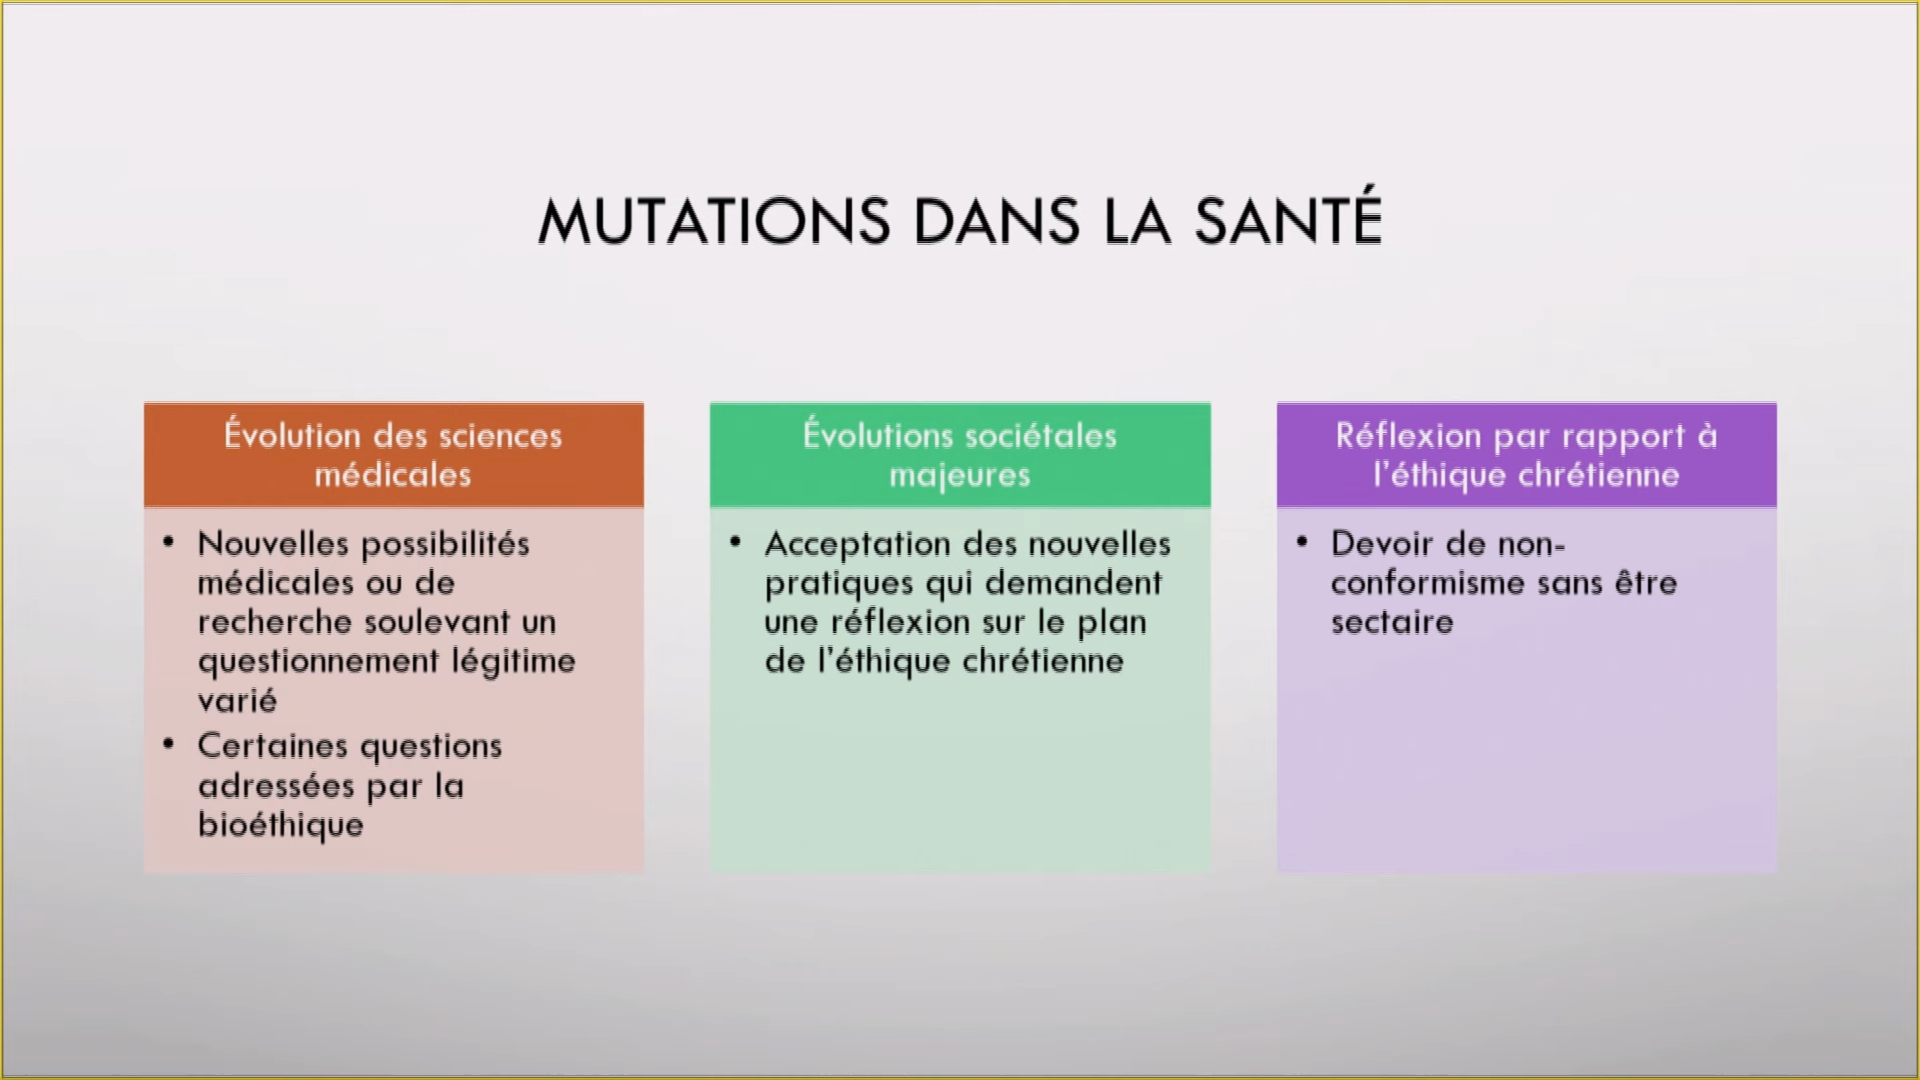 MUTATIONS DANS LA SANTÉ
Évolution des sciences
médicales
• Nouvelles possibilités
médicales ou de
recherche soulevant un
questionnement légitime
varié
• Certaines questions
adressées par la
bioéthique
Évolutions sociétales
majeures
• Acceptation des nouvelles
pratiques qui demandent
une réflexion sur le plan
de l’éthique chrétienne
Réflexion par rapport à
l’éthique chrétienne
• Devoir de non-
conformisme sans être
sectaire